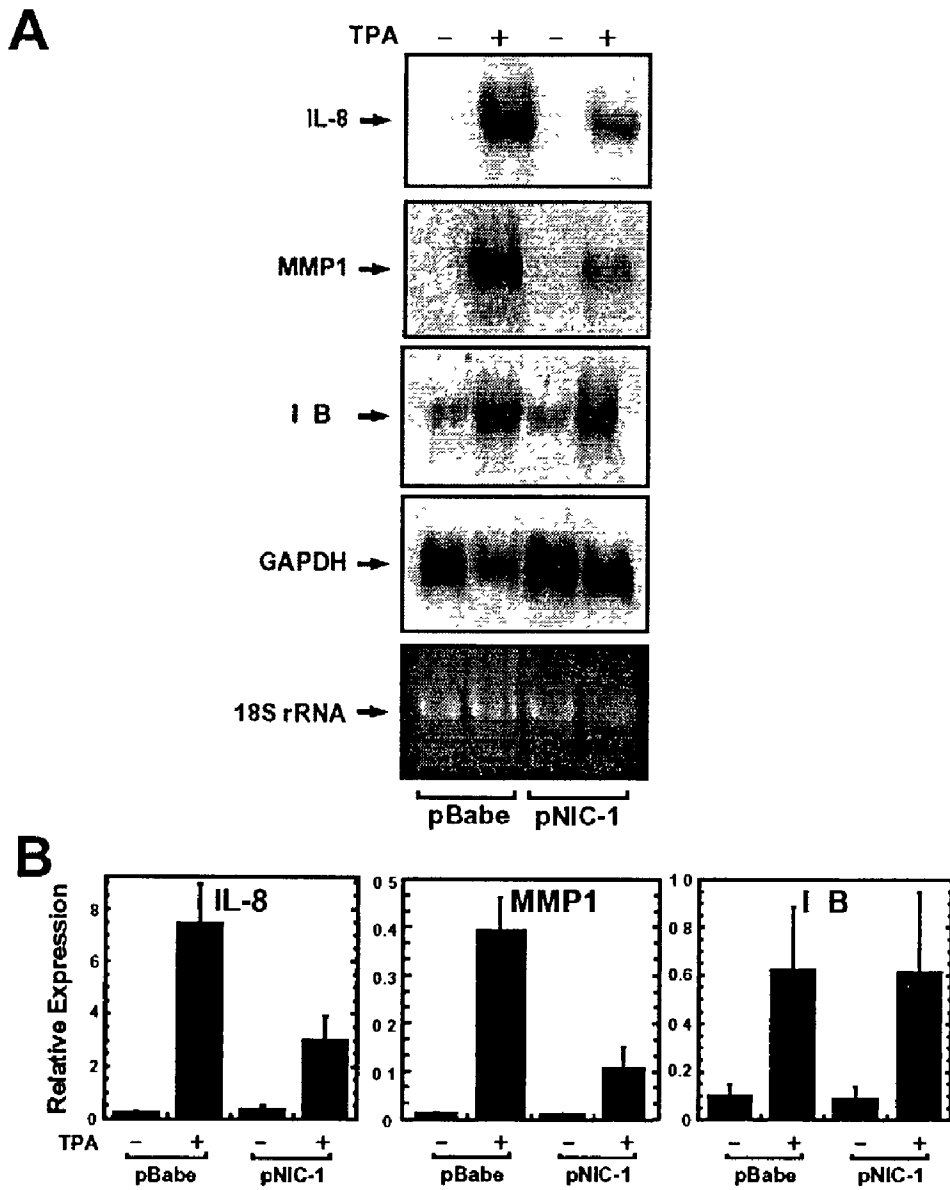 A
TPA - + - +
IL-8
MMP1
I B
GAPDH
18S rRNA
pBabe pNIC-1
B
IL-8 MMP1 I B
Relative Expression
8
6
4
2
0
0 5
0.4
0.3
0 2
0 1
0
1 0
0.8
0.6
0.4
0.2
0
TPA - + - + - + - + - + - +
pBabe pNIC-1 pBabe pNIC-1 pBabe pNIC-1